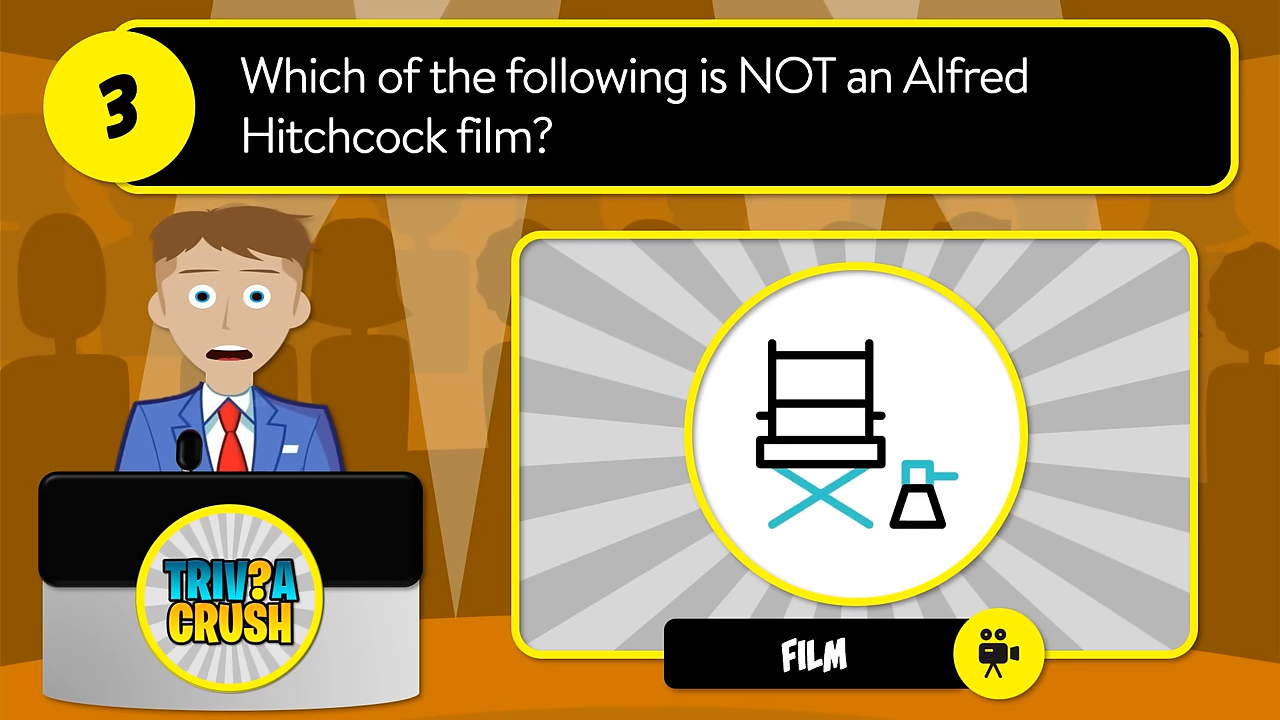 3
Which of the following is NOT an Alfred
Hitchcock film?
TRIV?A
CRUSH
FILM